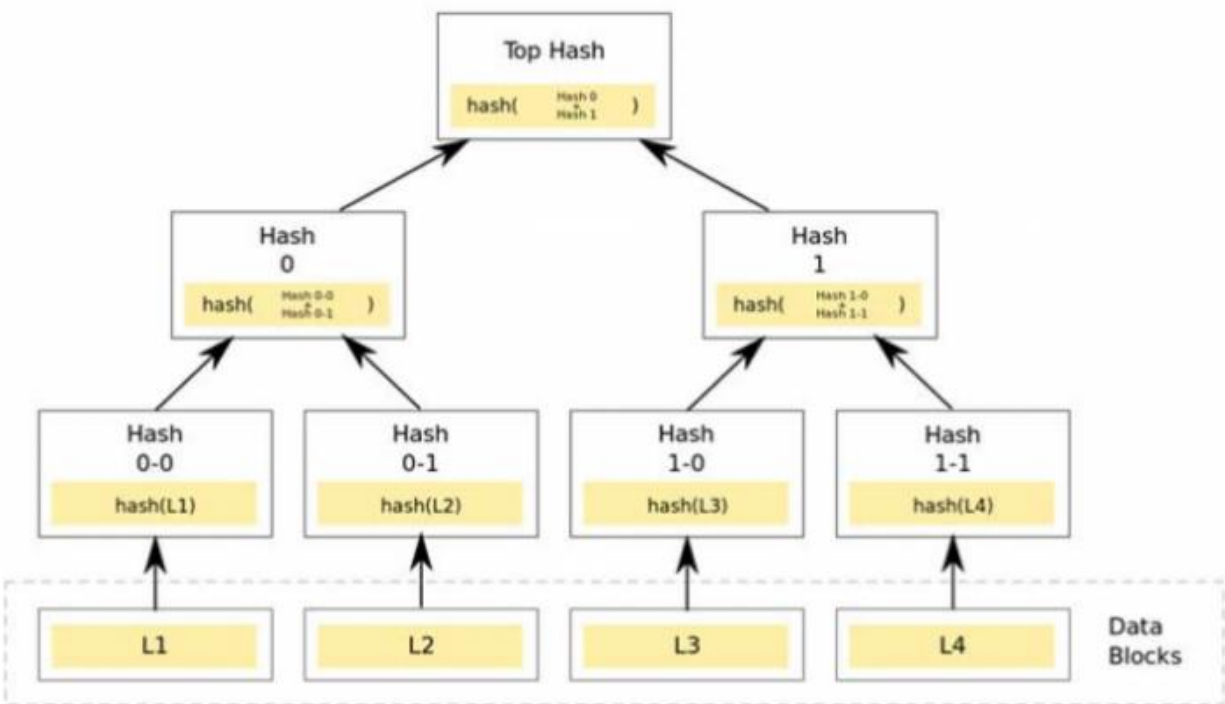 Top Hash
hash( Hash 0 + Hash 1 )
Hash
0
hash( Hash 0-0 + Hash 0-1 )
Hash
1
hash( Hash 1-0 + Hash 1-1 )
Hash
0-0
hash(L1)
Hash
0-1
hash(L2)
Hash
1-0
hash(L3)
Hash
1-1
hash(L4)
L1
L2
L3
L4
Data
Blocks